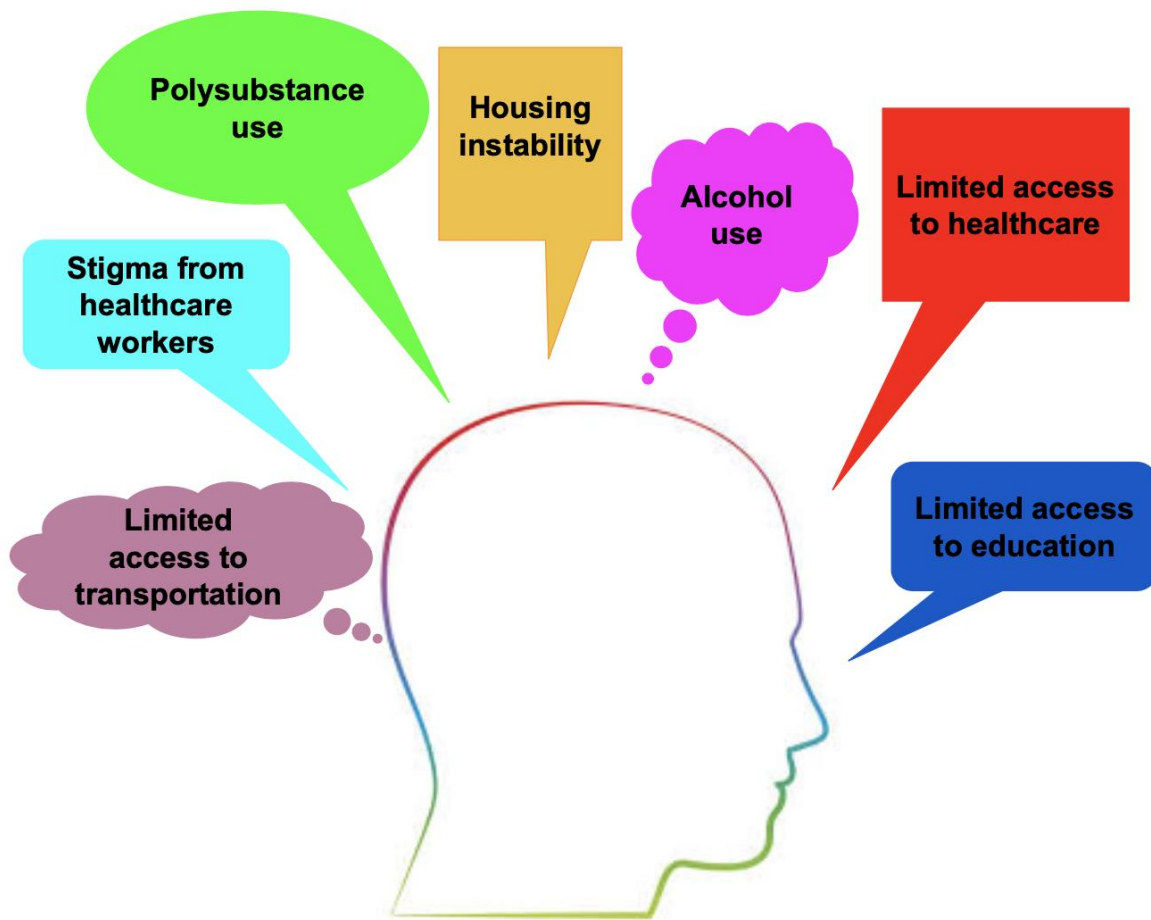 Polysubstance
use
Housing
instability
Alcohol
use
Limited access
to healthcare
Stigma from
healthcare
workers
Limited
access to
transportation
Limited access
to education